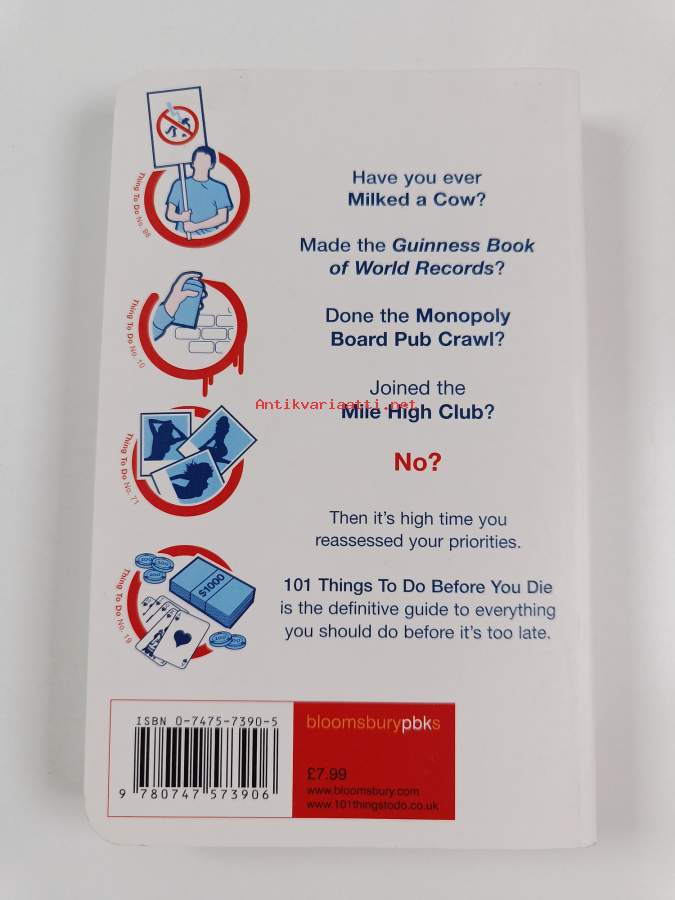 Thing To Do No. 88
Have you ever
Milked a Cow?
Made the Guinness Book
of World Records?
Thing To Do No. 10
Done the Monopoly
Board Pub Crawl?
Joined the
Antikvariaatti.net
Mile High Club?
Thing To Do No. 71
No?
Then it's high time you
reassessed your priorities.
Thing To Do No. 19
$1000
101 Things To Do Before You Die
is the definitive guide to everything
you should do before it's too late.
ISBN 0-7475-7390-5
9 780747 573906
bloomsburypbks
£7.99
www.bloomsbury.com
www.101thingstodo.co.uk